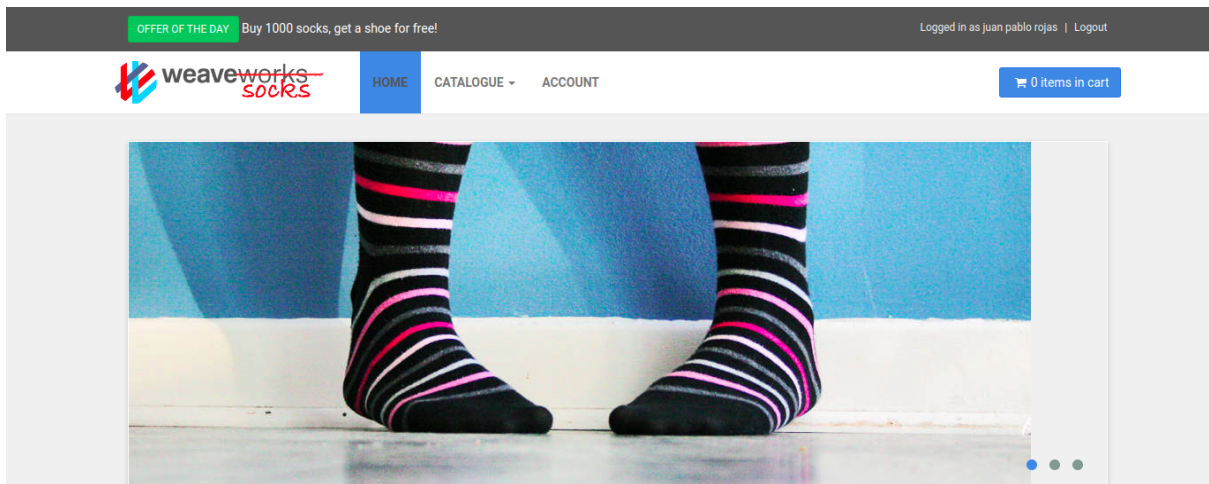 OFFER OF THE DAY Buy 1000 socks, get a shoe for free! Logged in as juan pablo rojas | Logout
weaveworks HOME CATALOGUE ACCOUNT 0 items in cart
socks